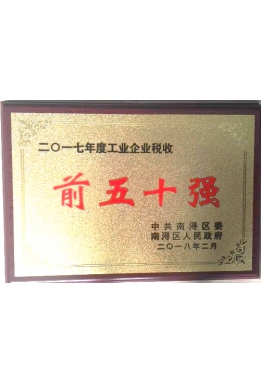 二〇一七年度工业企业税收
前五十强
中共南浔区委
南浔区人民政府
二〇一八年二月